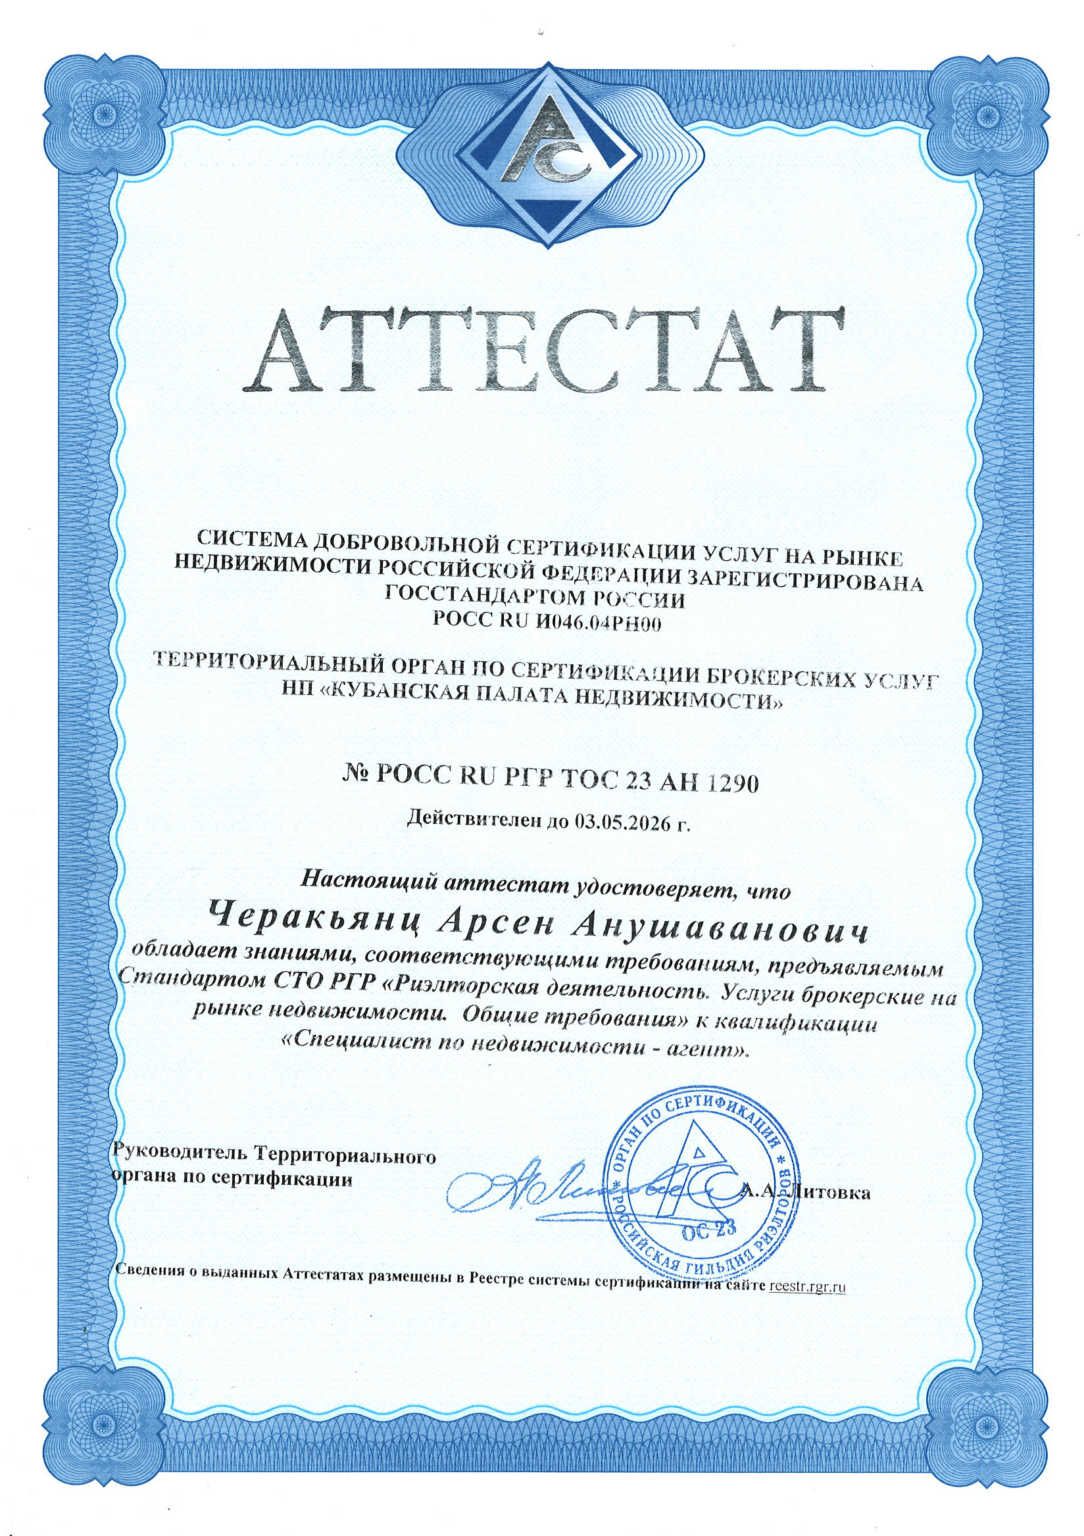 АС
АТТЕСТАТ
СИСТЕМА ДОБРОВОЛЬНОЙ СЕРТИФИКАЦИИ УСЛУГ НА РЫНКЕ
НЕДВИЖИМОСТИ РОССИЙСКОЙ ФЕДЕРАЦИИ ЗАРЕГИСТРИРОВАНА
ГОССТАНДАРТОМ РОССИИ
РОСС RU И046.04РН00
ТЕРРИТОРИАЛЬНЫЙ ОРГАН ПО СЕРТИФИКАЦИИ БРОКЕРСКИХ УСЛУГ
НП «КУБАНСКАЯ ПАЛАТА НЕДВИЖИМОСТИ»
№ РОСС RU РГР ТОС 23 АН 1290
Действителен до 03.05.2026 г.
Настоящий аттестат удостоверяет, что
Черакьянц Арсен Анушаванович
обладает знаниями, соответствующими требованиям, предъявляемым
Стандартом СТО РГР «Риэлторская деятельность. Услуги брокерские на
рынке недвижимости. Общие требования» к квалификации
«Специалист по недвижимости - агент».
Руководитель Территориального
органа по сертификации
А.А. Литовка
* ОРГАН ПО СЕРТИФИКАЦИИ * РОССИЙСКАЯ ГИЛЬДИЯ РИЭЛТОРОВ
ОС 23
Сведения о выданных Аттестатах размещены в Реестре системы сертификации на сайте reestr.rgr.ru